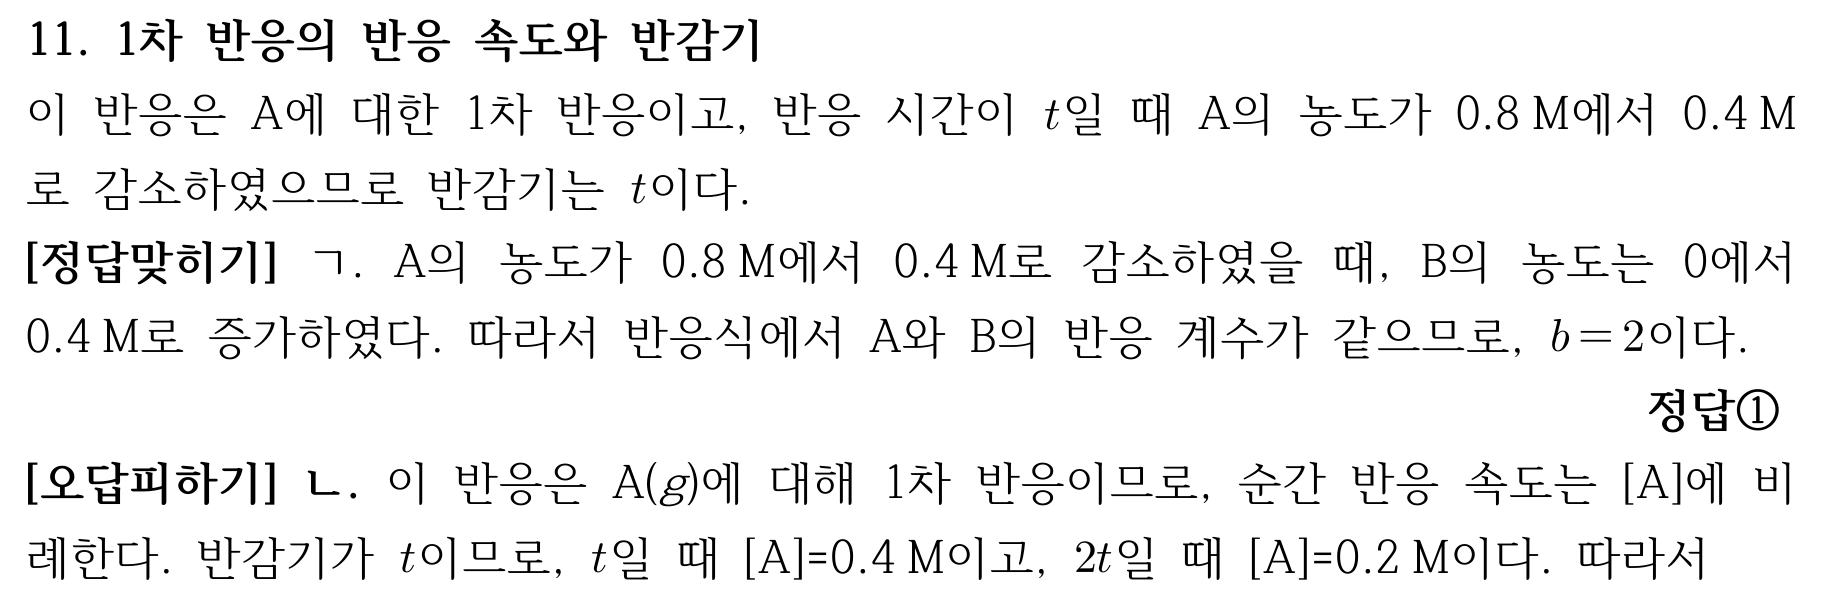 11. 1차 반응의 반응 속도와 반감기
이 반응은 A에 대한 1차 반응이고, 반응 시간이 t일 때 A의 농도가 0.8 M에서 0.4 M
로 감소하였으므로 반감기는 t이다.
[정답맞히기] ㄱ. A의 농도가 0.8 M에서 0.4 M로 감소하였을 때, B의 농도는 0에서
0.4 M로 증가하였다. 따라서 반응식에서 A와 B의 반응 계수가 같으므로, b=2이다.
정답①
[오답피하기] ㄴ. 이 반응은 A(g)에 대해 1차 반응이므로, 순간 반응 속도는 [A]에 비
례한다. 반감기가 t이므로, t일 때 [A]=0.4 M이고, 2t일 때 [A]=0.2 M이다. 따라서